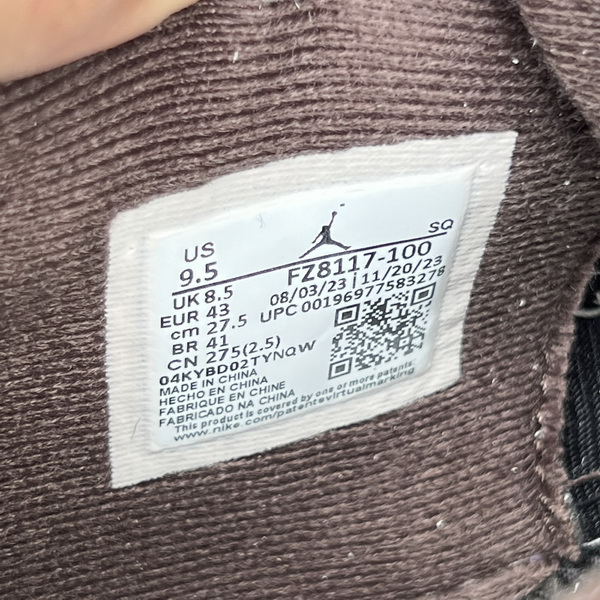 SQ
US
9.5 FZ8117-100
UK 8.5 08/03/23 | 11/20/23
EUR 43 UPC 00196977583278
cm 27.5
BR 41
CN 275(2.5)
04KYBD02TYNQW
MADE IN CHINA
HECHO EN CHINA
FABRIQUE EN CHINE
FABRICADO NA CHINA
This product is covered by one or more patents.
www.nike.com/patentsvirtualmarking